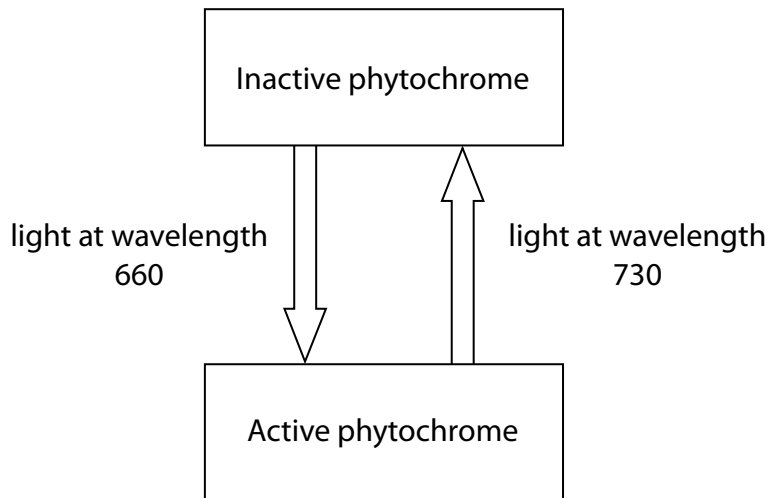 Inactive phytochrome
light at wavelength
660
light at wavelength
730
Active phytochrome